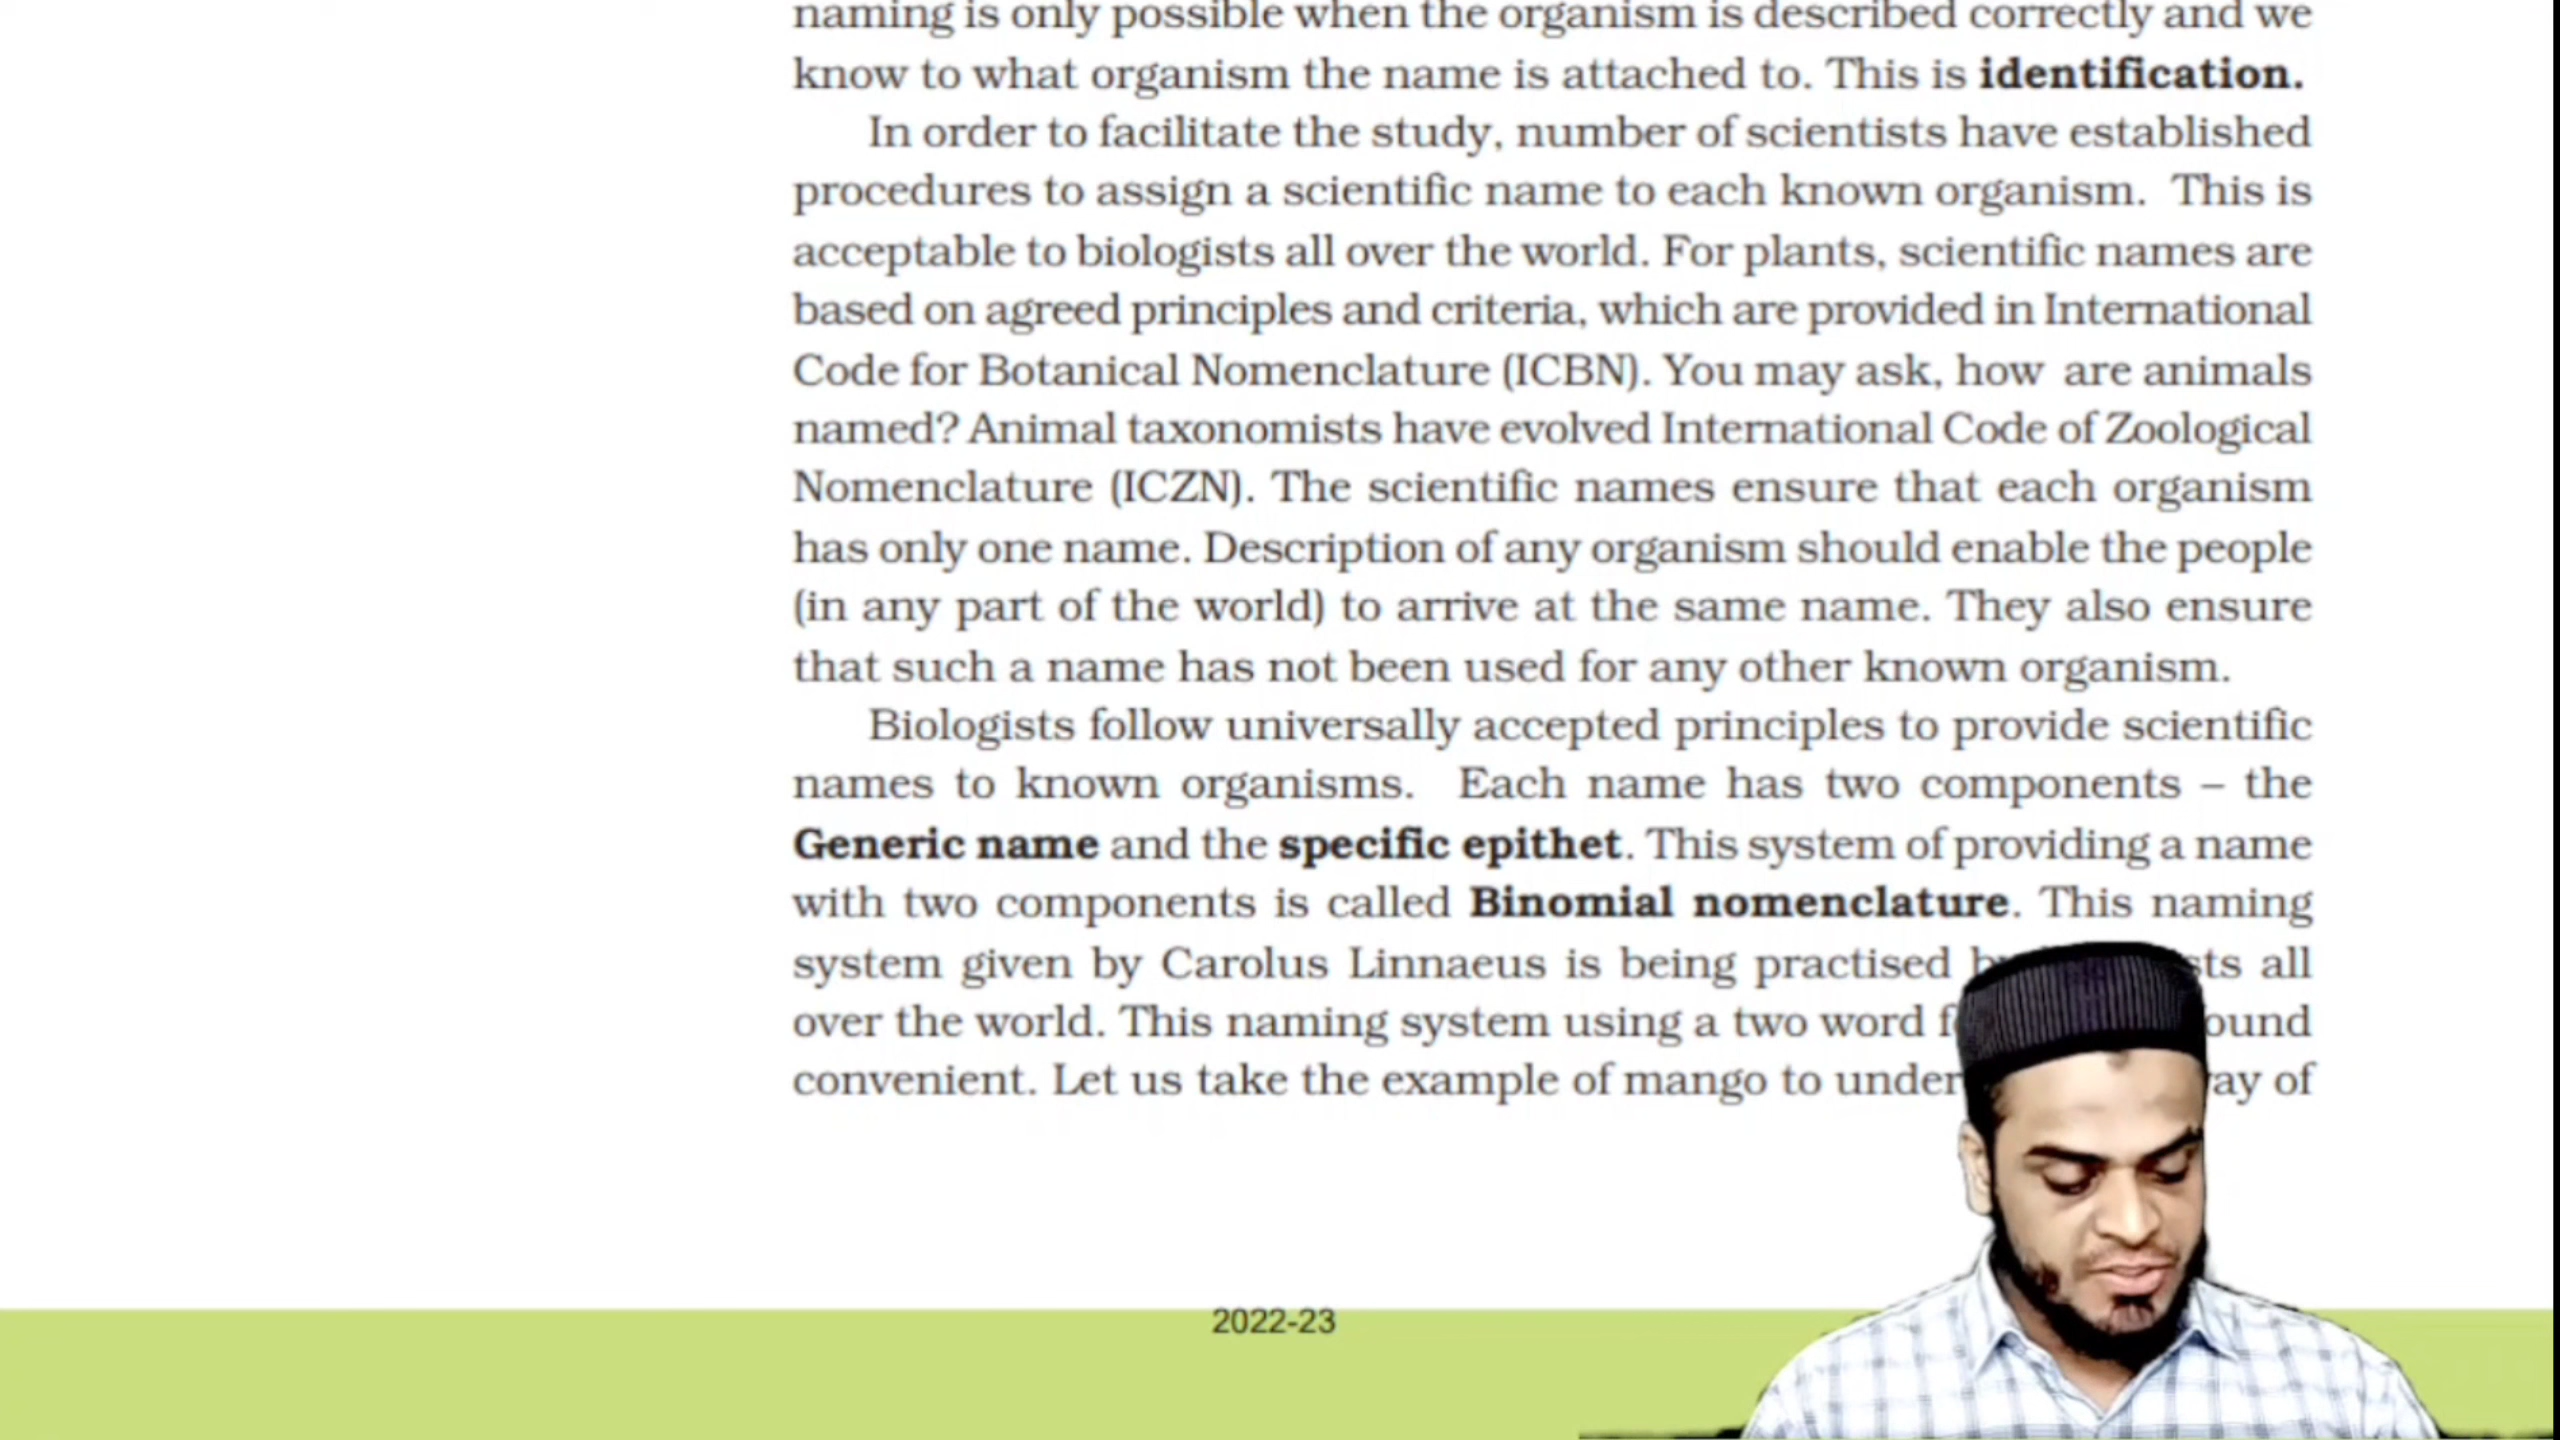 naming is only possible when the organism is described correctly and we
know to what organism the name is attached to. This is identification.
In order to facilitate the study, number of scientists have established
procedures to assign a scientific name to each known organism. This is
acceptable to biologists all over the world. For plants, scientific names are
based on agreed principles and criteria, which are provided in International
Code for Botanical Nomenclature (ICBN). You may ask, how are animals
named? Animal taxonomists have evolved International Code of Zoological
Nomenclature (ICZN). The scientific names ensure that each organism
has only one name. Description of any organism should enable the people
(in any part of the world) to arrive at the same name. They also ensure
that such a name has not been used for any other known organism.
Biologists follow universally accepted principles to provide scientific
names to known organisms. Each name has two components – the
Generic name and the specific epithet. This system of providing a name
with two components is called Binomial nomenclature. This naming
system given by Carolus Linnaeus is being practised all
over the world. This naming system using a two word
convenient. Let us take the example of mango to of
2022-23